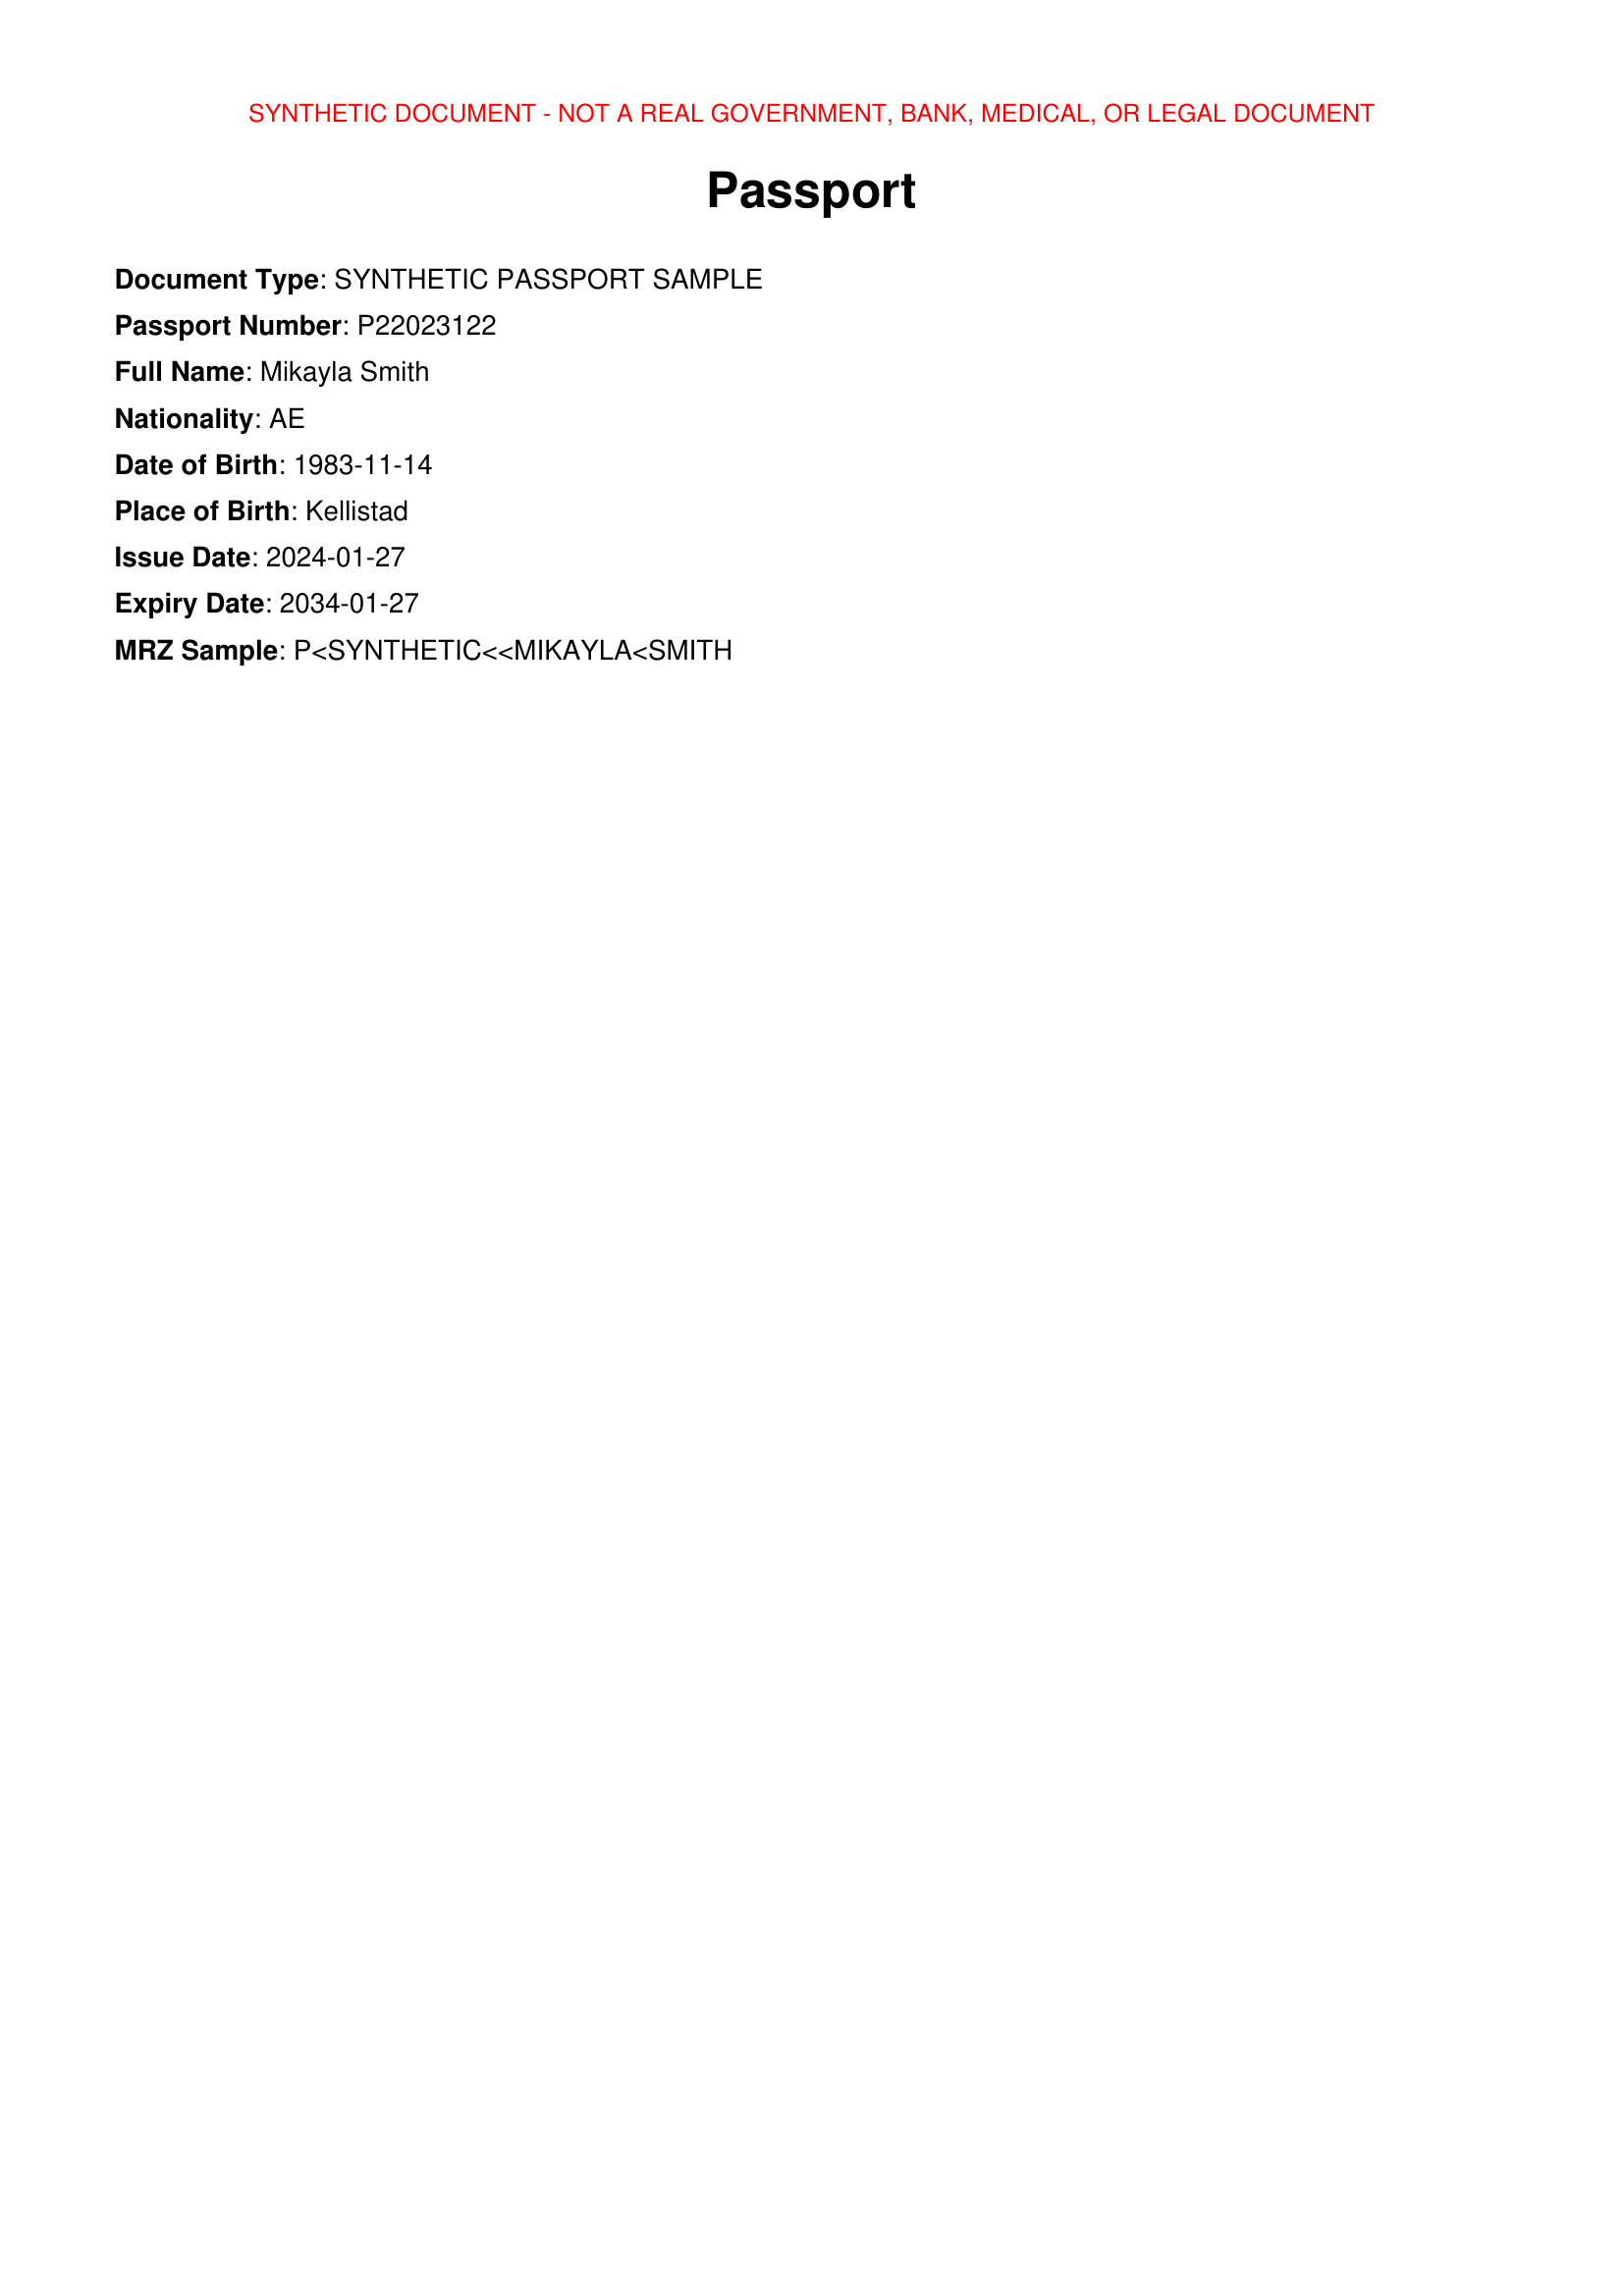 SYNTHETIC DOCUMENT - NOT A REAL GOVERNMENT, BANK, MEDICAL, OR LEGAL DOCUMENT
Passport
Document Type: SYNTHETIC PASSPORT SAMPLE
Passport Number: P22023122
Full Name: Mikayla Smith
Nationality: AE
Date of Birth: 1983-11-14
Place of Birth: Kellistad
Issue Date: 2024-01-27
Expiry Date: 2034-01-27
MRZ Sample: P<SYNTHETIC<<MIKAYLA<SMITH